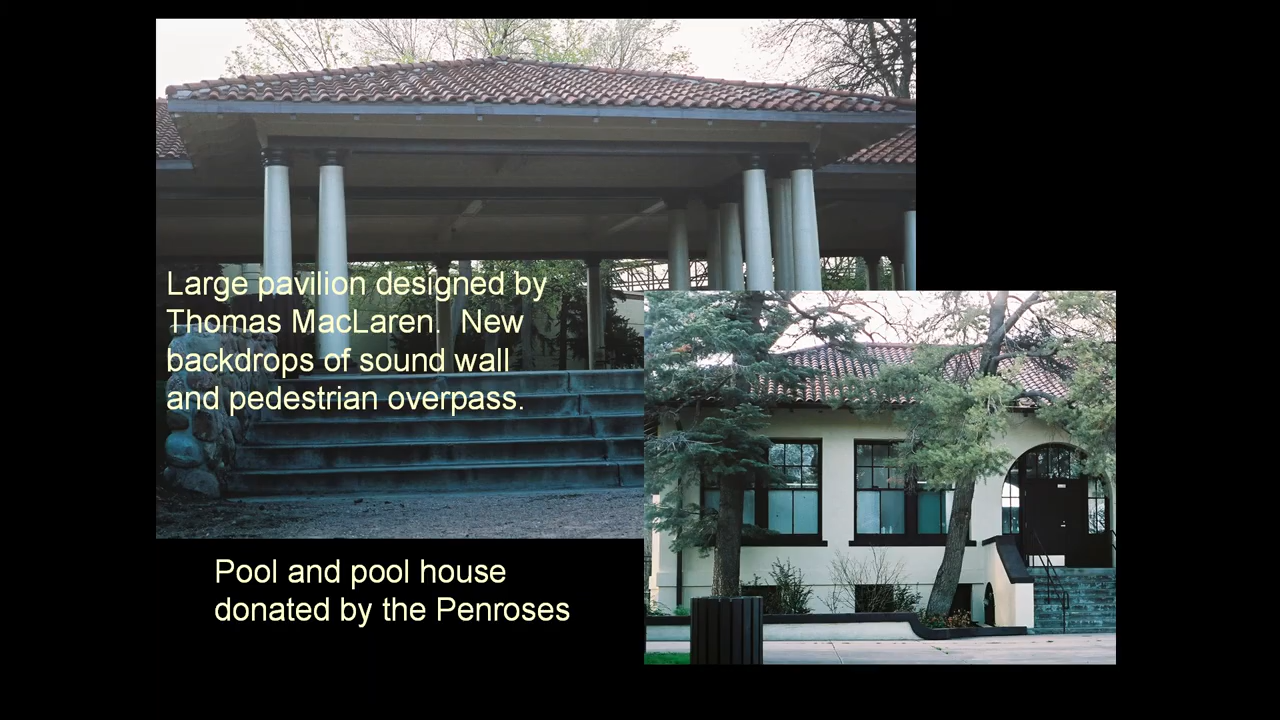 Large pavilion designed by
Thomas MacLaren.  New
backdrops of sound wall
and pedestrian overpass.
Pool and pool house
donated by the Penroses